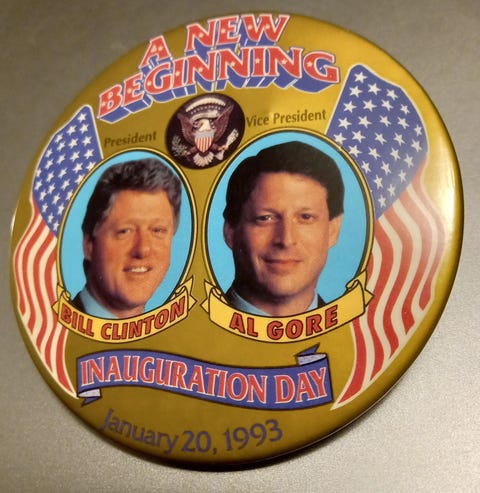 A NEW
BEGINNING
President
Vice President
BILL CLINTON
AL GORE
INAUGURATION DAY
January 20, 1993